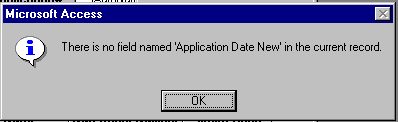 Microsoft Access
There is no field named 'Application Date New' in the current record.
OK